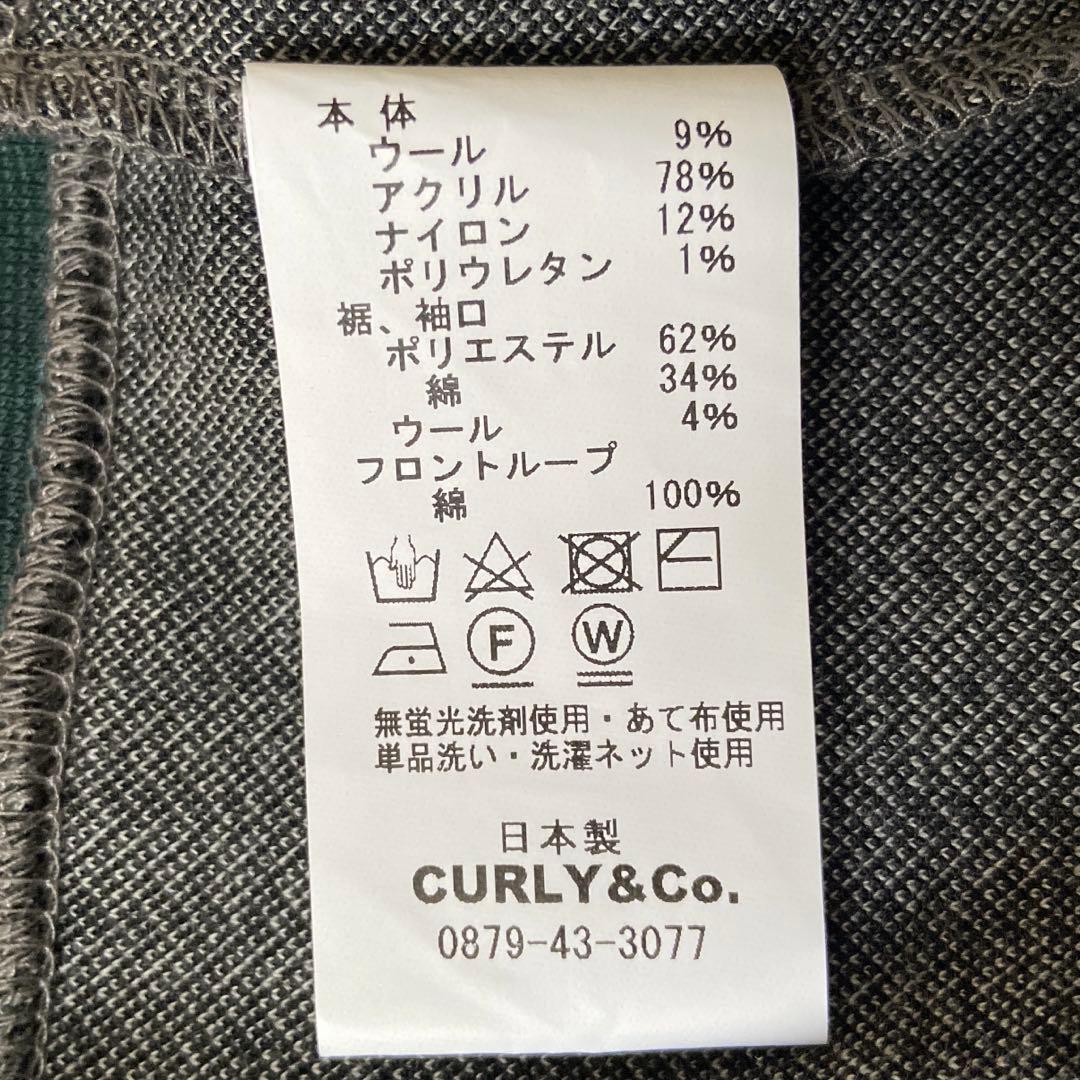 本 体
ウール 9%
アクリル 78%
ナイロン 12%
ポリウレタン 1%
裾、袖口
ポリエステル 62%
綿 34%
ウール 4%
フロントループ
綿 100%
F W
無蛍光洗剤使用・あて布使用
単品洗い・洗濯ネット使用
日本製
CURLY&Co.
0879-43-3077